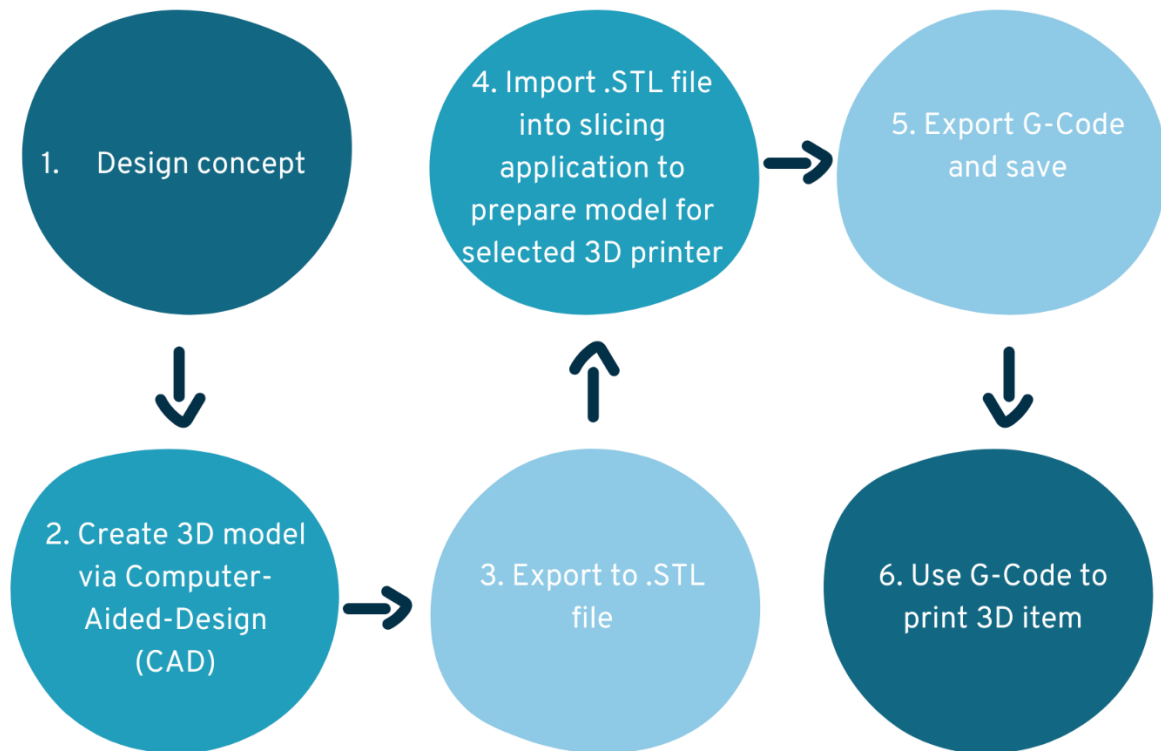 1. Design concept
2. Create 3D model
via Computer-
Aided-Design
(CAD)
3. Export to .STL
file
4. Import .STL file
into slicing
application to
prepare model for
selected 3D printer
5. Export G-Code
and save
6. Use G-Code to
print 3D item